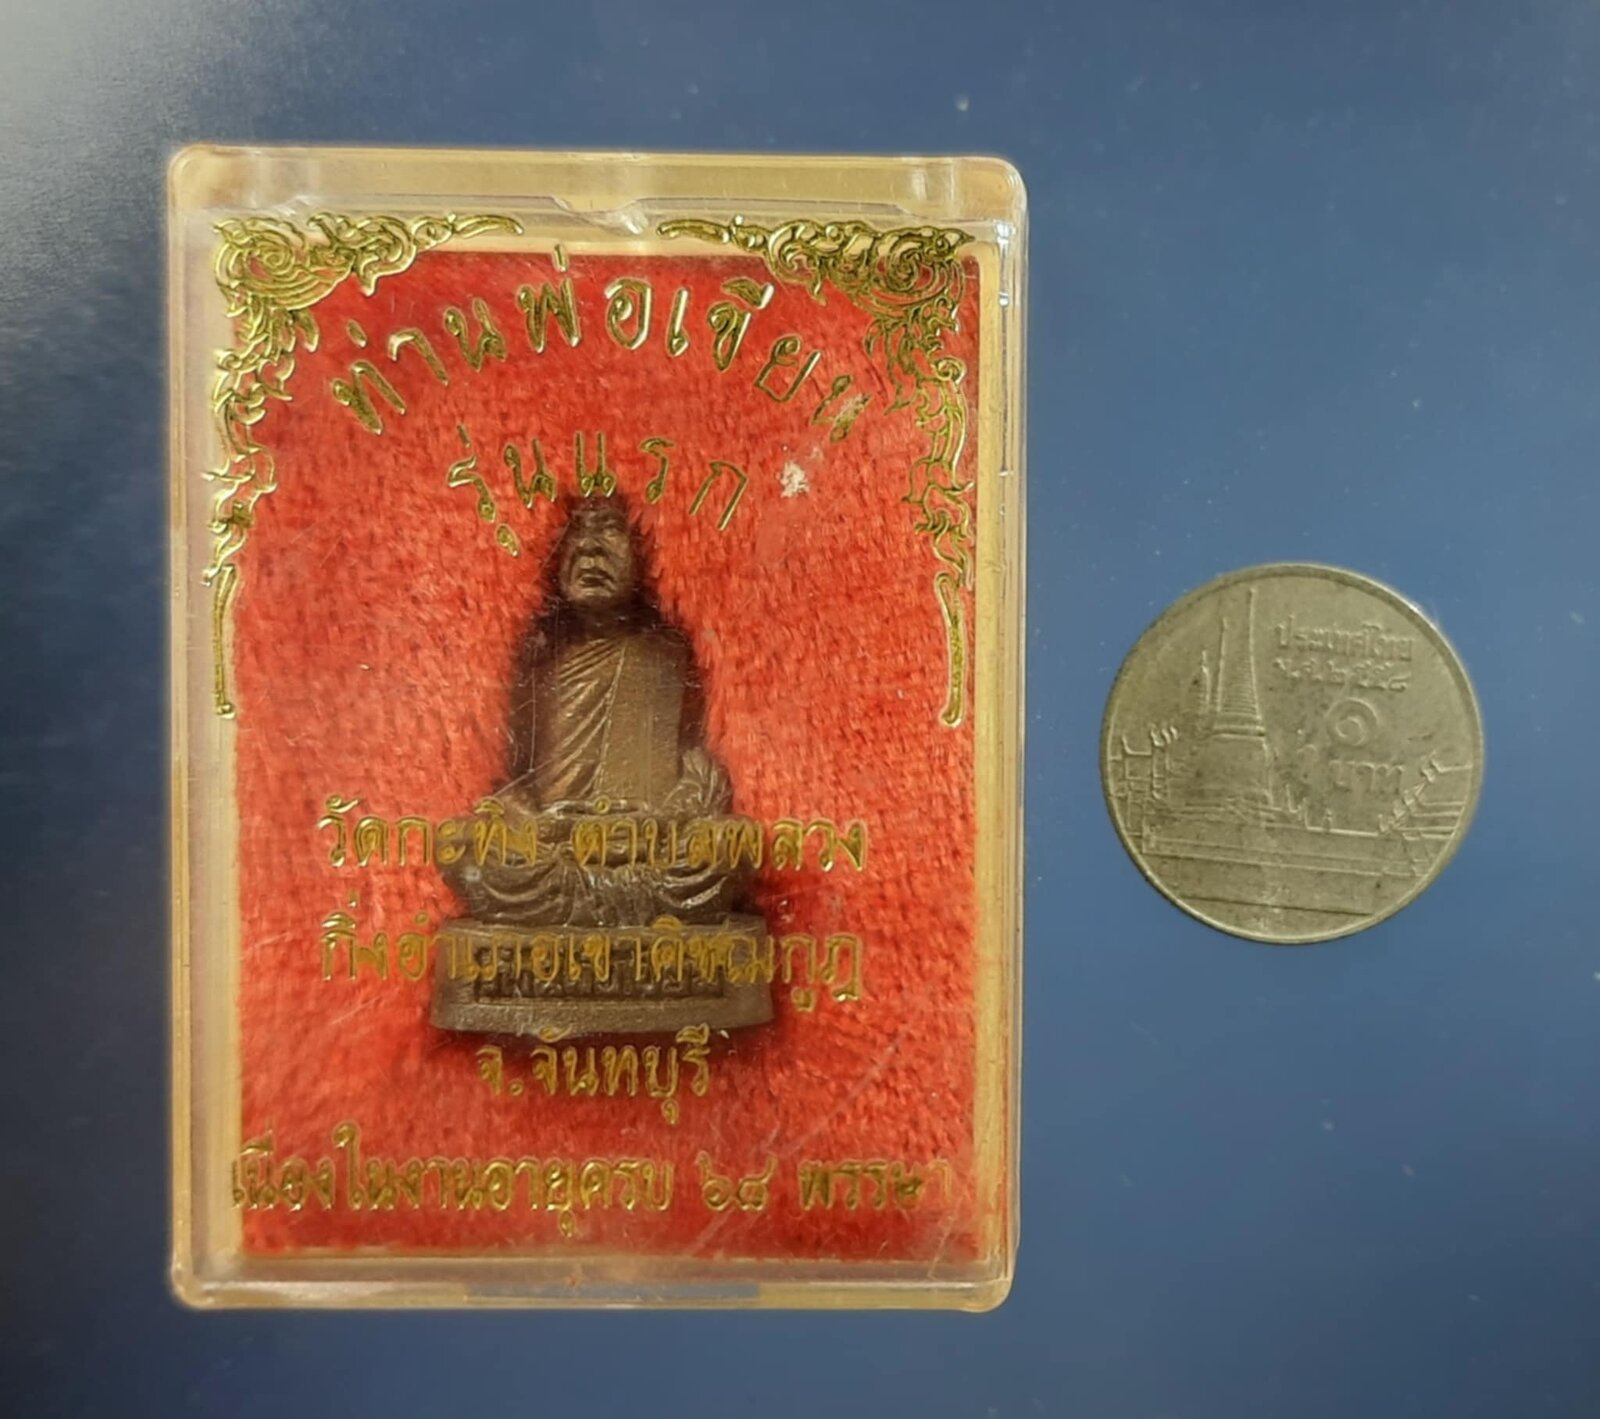 ท่านพ่อเขียน
รุ่นแรก
วัดกะทิง ตำบลพลวง
กิ่งอำเภอเขาคิชฌกูฏ
จ.จันทบุรี
เนื่องในงานอายุครบ ๖๘ พรรษา
ประเทศไทย
๑
บาท